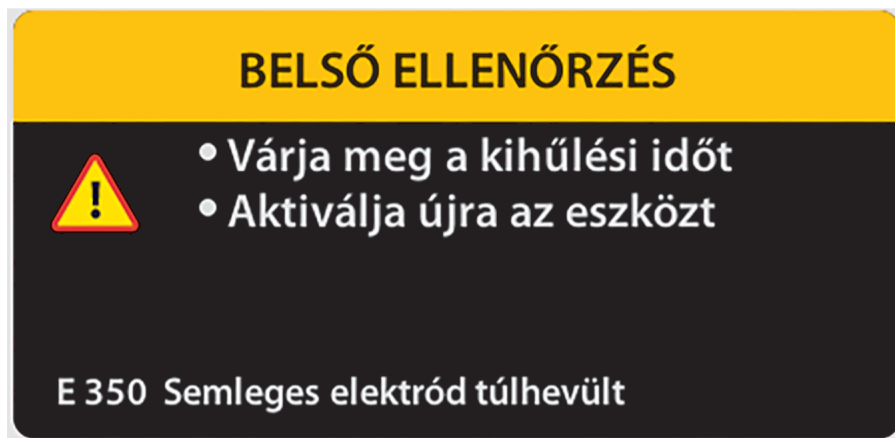 BELSŐ ELLENŐRZÉS
• Várja meg a kihűlési időt
• Aktiválja újra az eszközt
!
E 350 Semleges elektród túlhevült